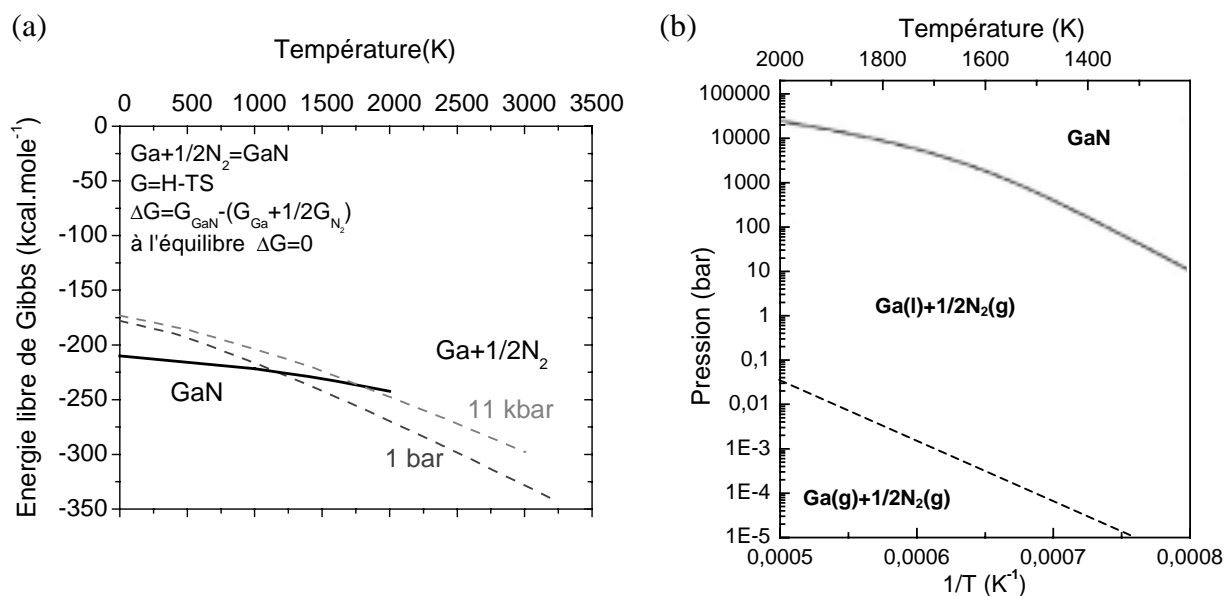 (a)
Température(K)
0 500 1000 1500 2000 2500 3000 3500
Energie libre de Gibbs (kcal.mole⁻¹)
0
-50
-100
-150
-200
-250
-300
-350
Ga+1/2N₂=GaN
G=H-TS
ΔG=G_GaN-(G_Ga+1/2G_N₂)
à l'équilibre ΔG=0
Ga+1/2N₂
GaN
11 kbar
1 bar
(b)
Température (K)
2000 1800 1600 1400
Pression (bar)
100000
10000
1000
100
10
1
0,1
0,01
1E-3
1E-4
1E-5
GaN
Ga(l)+1/2N₂(g)
Ga(g)+1/2N₂(g)
0,0005 0,0006 0,0007 0,0008
1/T (K⁻¹)